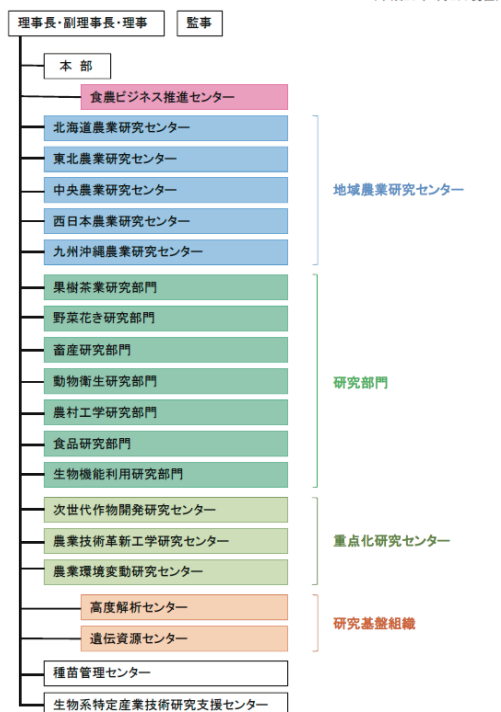 理事長・副理事長・理事
監事
本 部
食農ビジネス推進センター
北海道農業研究センター
東北農業研究センター
中央農業研究センター
西日本農業研究センター
九州沖縄農業研究センター
地域農業研究センター
果樹茶業研究部門
野菜花き研究部門
畜産研究部門
動物衛生研究部門
農村工学研究部門
食品研究部門
生物機能利用研究部門
研究部門
次世代作物開発研究センター
農業技術革新工学研究センター
農業環境変動研究センター
重点化研究センター
高度解析センター
遺伝資源センター
研究基盤組織
種苗管理センター
生物系特定産業技術研究支援センター